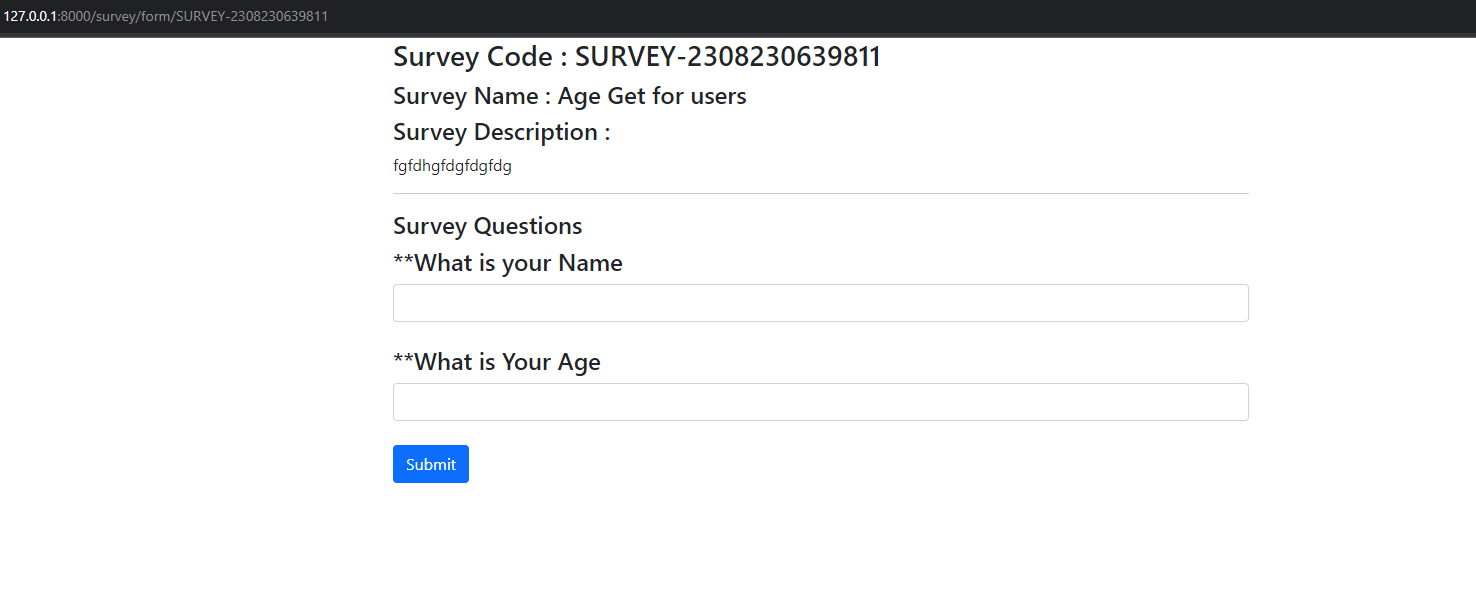 127.0.0.1:8000/survey/form/SURVEY-2308230639811
Survey Code : SURVEY-2308230639811
Survey Name : Age Get for users
Survey Description :
fgfdhgfdgfdgfdg
Survey Questions
**What is your Name
**What is Your Age
Submit